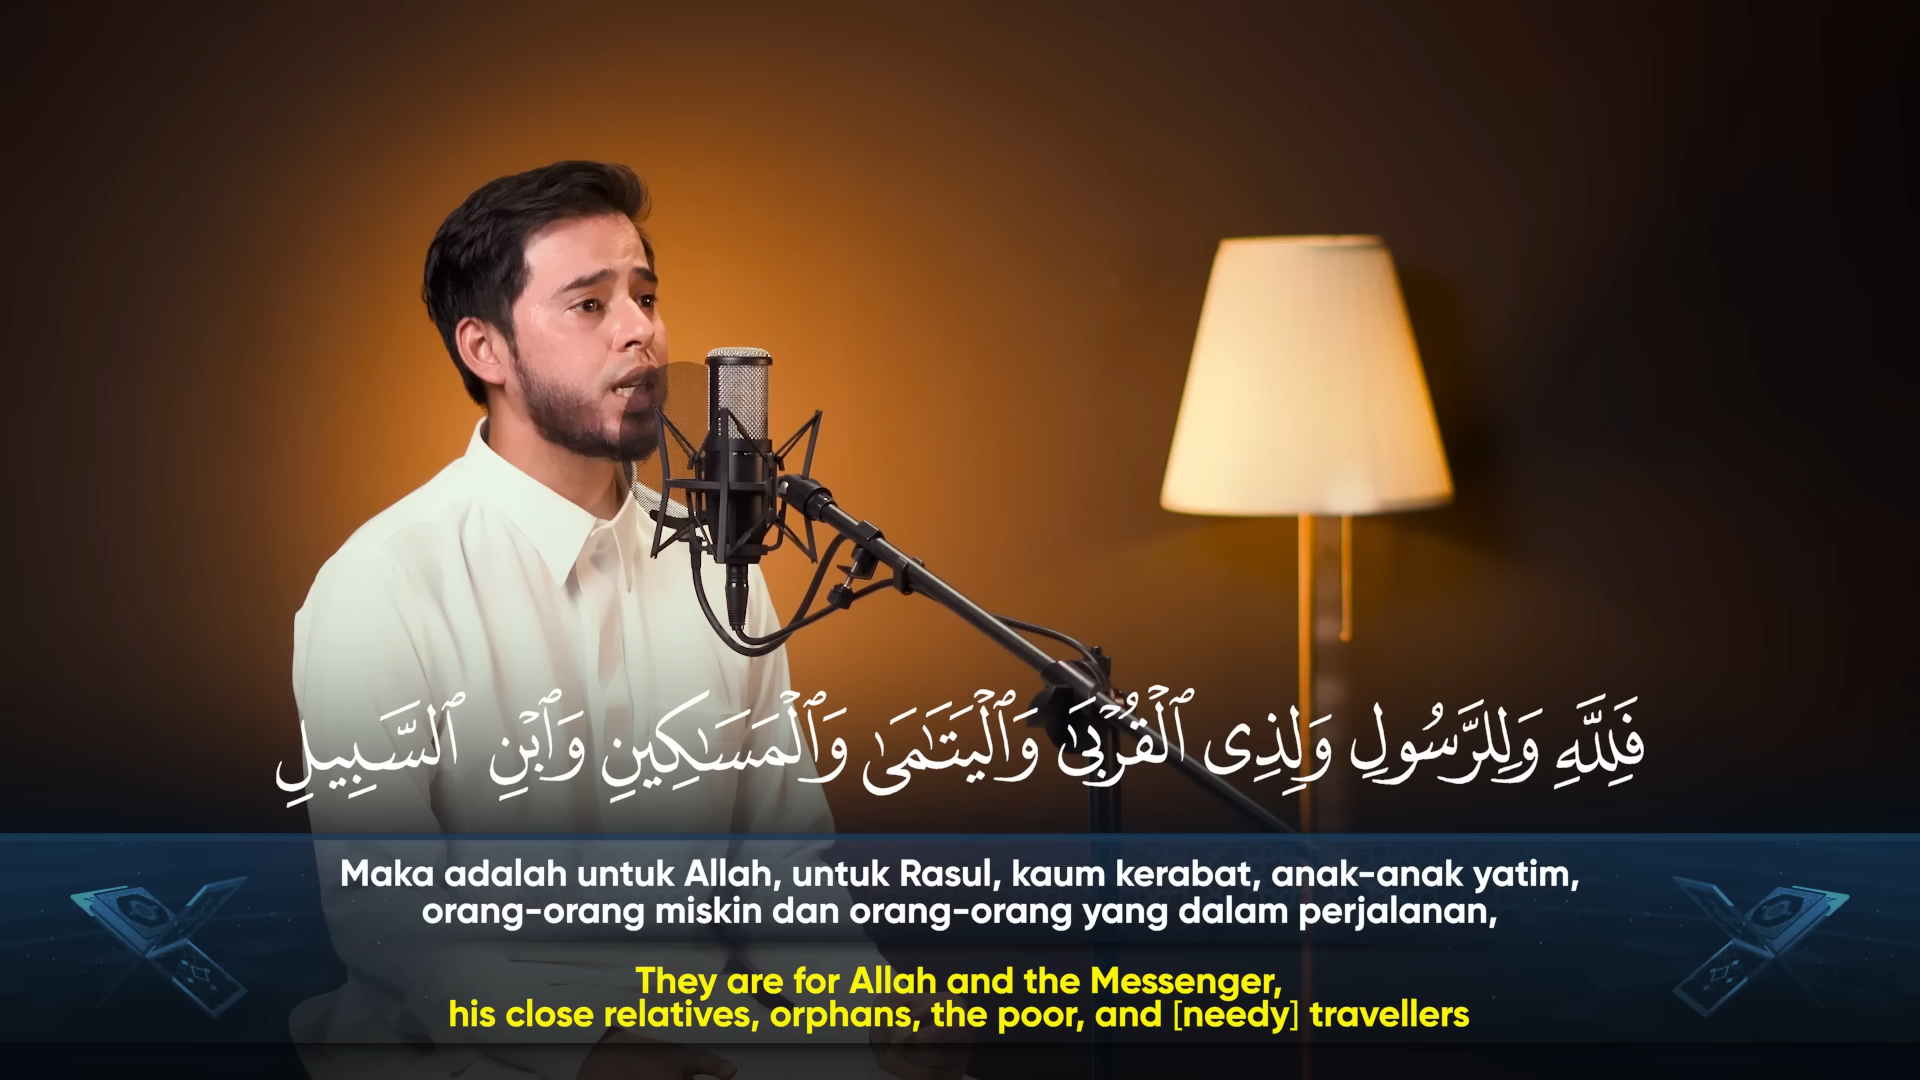 فَلِلَّهِ وَلِلرَّسُولِ وَلِذِى ٱلْقُرْبَىٰ وَٱلْيَتَـٰمَىٰ وَٱلْمَسَـٰكِينِ وَٱبْنِ ٱلسَّبِيلِ
Maka adalah untuk Allah, untuk Rasul, kaum kerabat, anak-anak yatim,
orang-orang miskin dan orang-orang yang dalam perjalanan,
They are for Allah and the Messenger,
his close relatives, orphans, the poor, and [needy] travellers